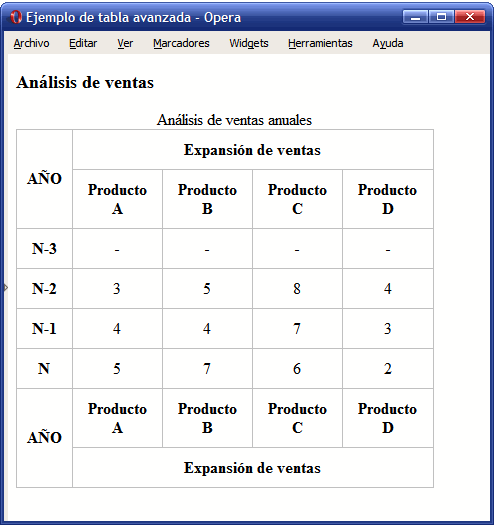 Ejemplo de tabla avanzada - Opera
Archivo Editar Ver Marcadores Widgets Herramientas Ayuda
Análisis de ventas
Análisis de ventas anuales
AÑO Expansión de ventas
Producto A Producto B Producto C Producto D
N-3 - - - -
N-2 3 5 8 4
N-1 4 4 7 3
N 5 7 6 2
AÑO Producto A Producto B Producto C Producto D
Expansión de ventas